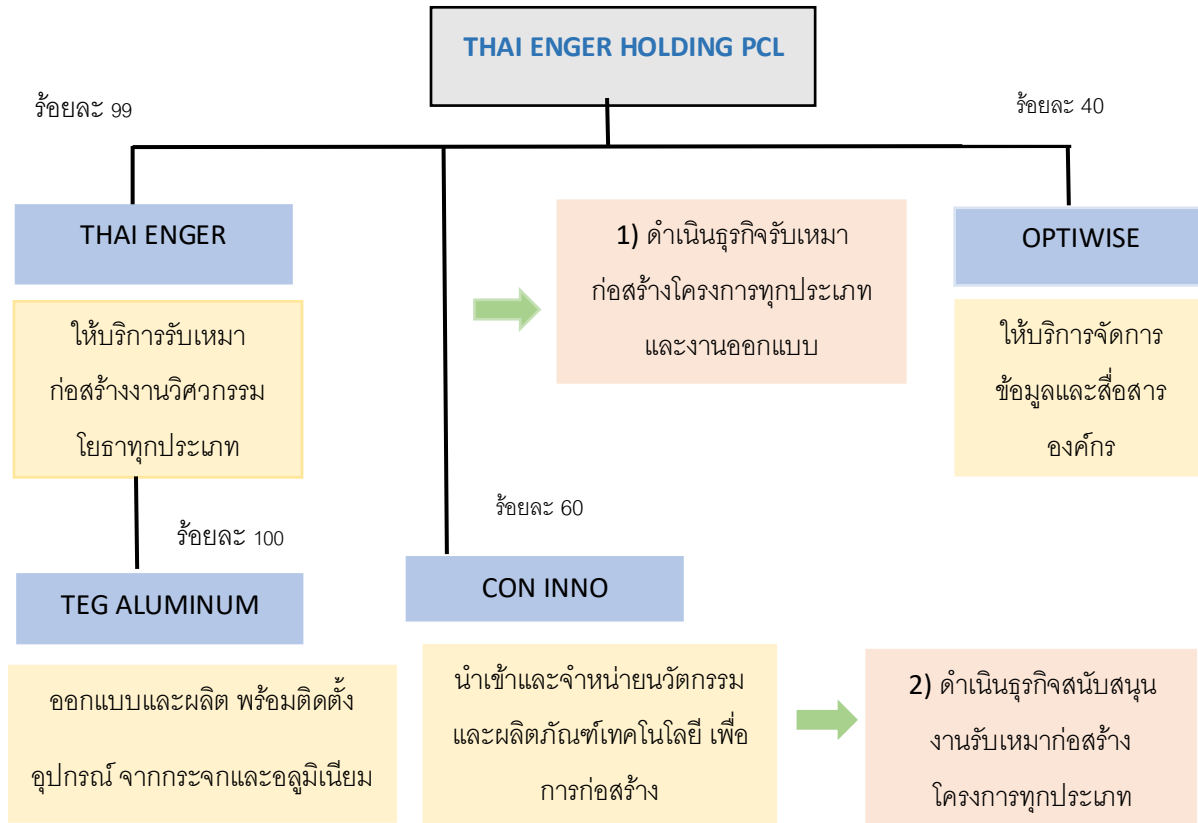 THAI ENGER HOLDING PCL
ร้อยละ 99
ร้อยละ 40
THAI ENGER
1) ดำเนินธุรกิจรับเหมา
ก่อสร้างโครงการทุกประเภท
และงานออกแบบ
OPTIWISE
ให้บริการรับเหมา
ก่อสร้างงานวิศวกรรม
โยธาทุกประเภท
ให้บริการจัดการ
ข้อมูลและสื่อสาร
องค์กร
ร้อยละ 100
ร้อยละ 60
TEG ALUMINUM
CON INNO
ออกแบบและผลิต พร้อมติดตั้ง
อุปกรณ์ จากกระจกและอลูมิเนียม
นำเข้าและจำหน่ายนวัตกรรม
และผลิตภัณฑ์เทคโนโลยี เพื่อ
การก่อสร้าง
2) ดำเนินธุรกิจสนับสนุน
งานรับเหมาก่อสร้าง
โครงการทุกประเภท